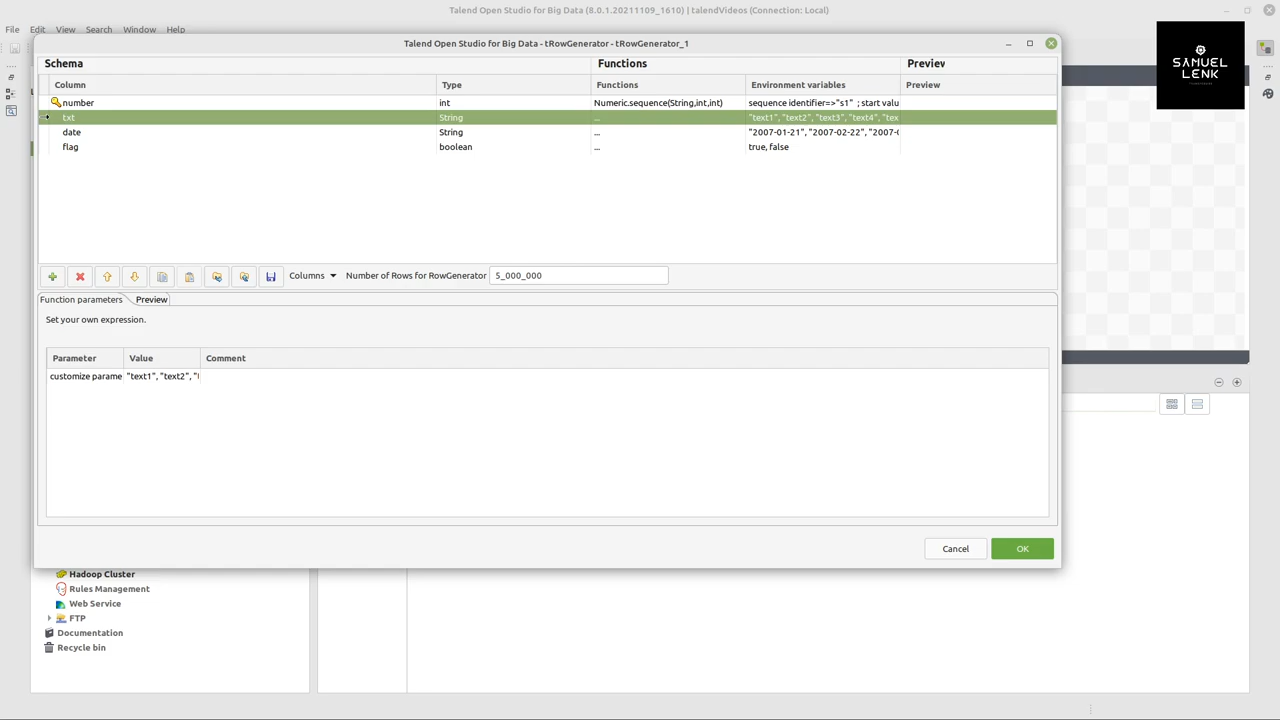 Talend Open Studio for Big Data (8.0.1.20211109_1610) | talendVideos (Connection: Local)
File Edit View Search Window Help
Talend Open Studio for Big Data - tRowGenerator - tRowGenerator_1
SAMUEL
LENK
Schema Functions Preview
Column Type Functions Environment variables Preview
number int Numeric.sequence(String,int,int) sequence identifier=>"s1" ; start valu
txt String ... "text1", "text2", "text3", "text4", "tex
date String ... "2007-01-21", "2007-02-22", "2007-0
flag boolean ... true, false
Columns Number of Rows for RowGenerator 5_000_000
Function parameters Preview
Set your own expression.
Parameter Value Comment
customize parame "text1", "text2", "t
Cancel OK
Hadoop Cluster
Rules Management
Web Service
FTP
Documentation
Recycle bin